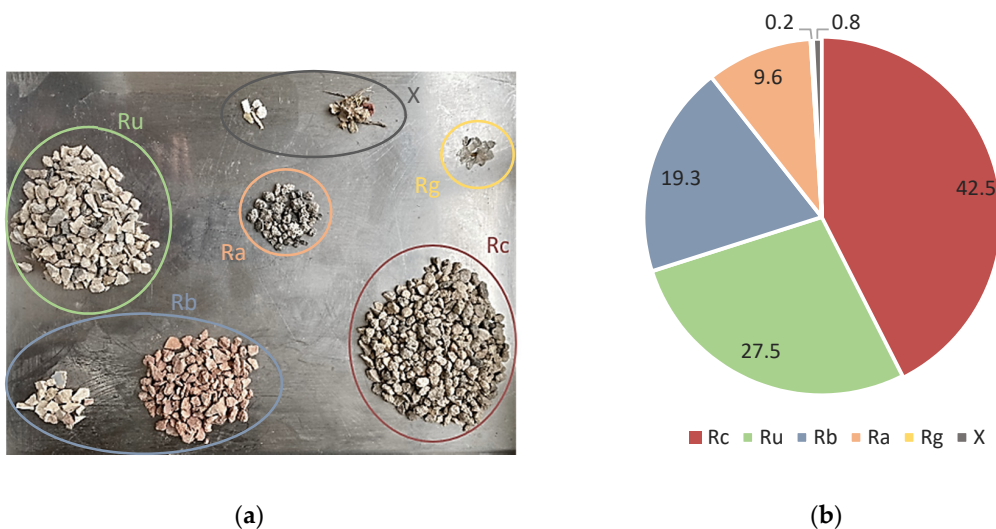 0.2 0.8
X
9.6
Ru
Rg
19.3
42.5
Ra
Rc
Rb
27.5
Rc Ru Rb Ra Rg X
(a) (b)